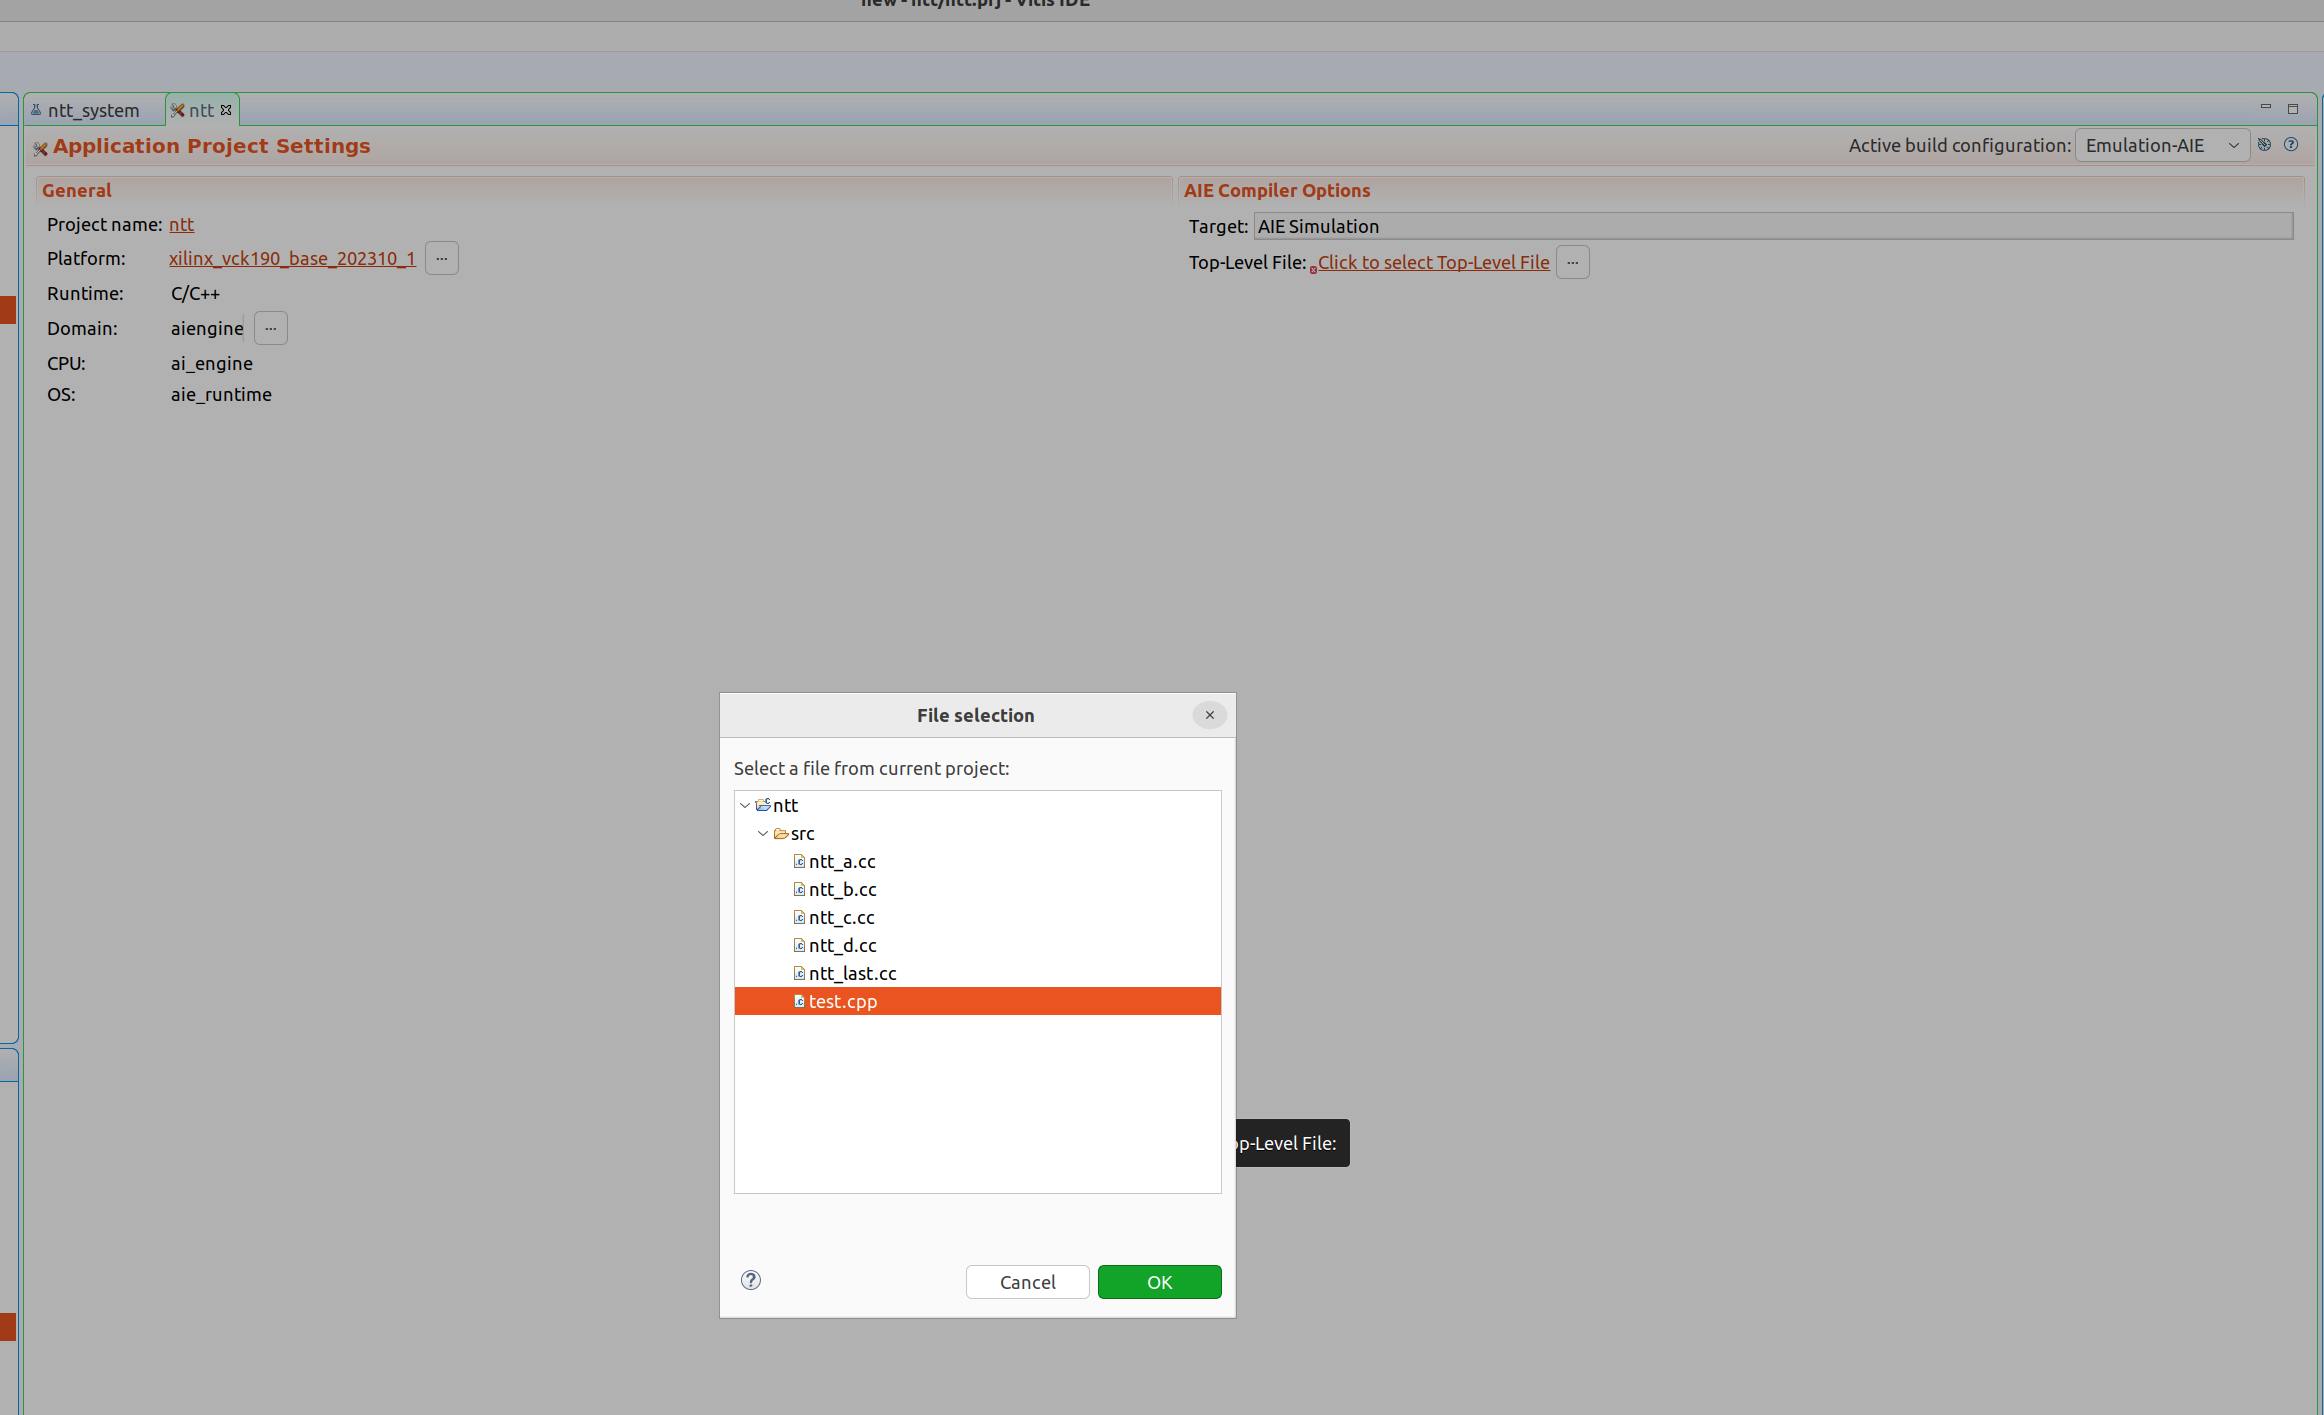 new - ntt/ntt.prj - Vitis IDE
ntt_system
ntt
Application Project Settings
Active build configuration: Emulation-AIE
General
Project name: ntt
Platform: xilinx_vck190_base_202310_1 ...
Runtime: C/C++
Domain: aiengine ...
CPU: ai_engine
OS: aie_runtime
AIE Compiler Options
Target: AIE Simulation
Top-Level File: Click to select Top-Level File ...
File selection
Select a file from current project:
ntt
src
ntt_a.cc
ntt_b.cc
ntt_c.cc
ntt_d.cc
ntt_last.cc
test.cpp
op-Level File:
Cancel
OK